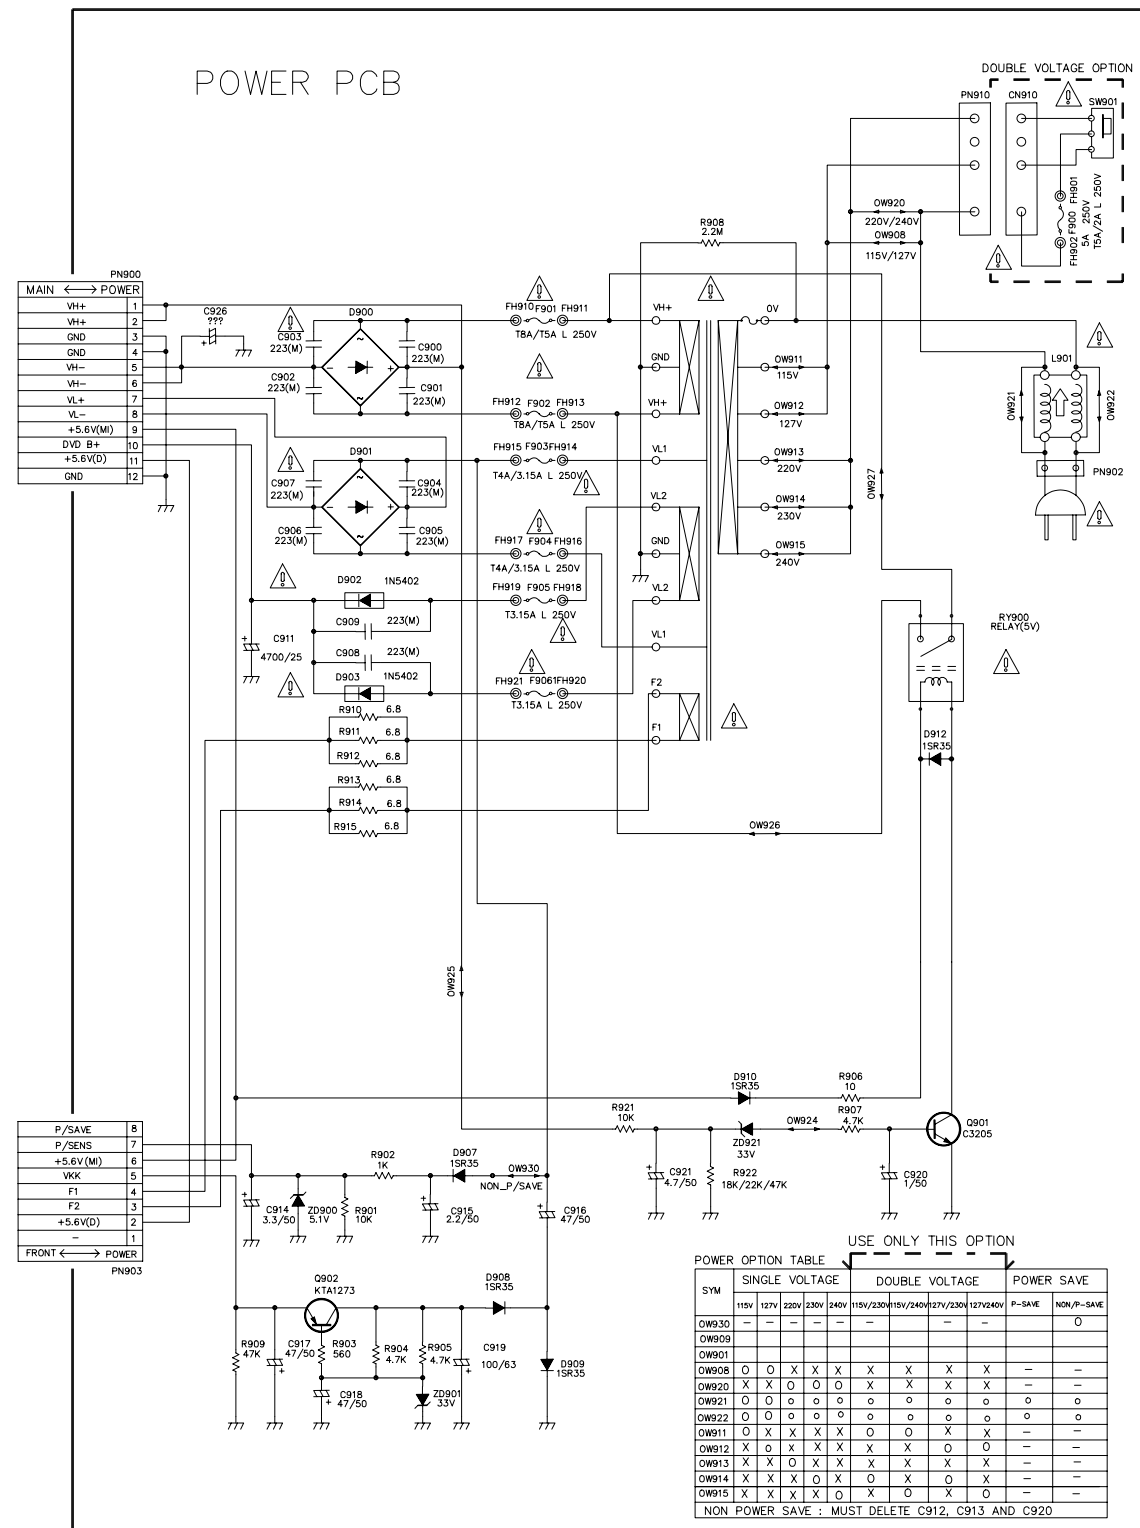 POWER PCB
DOUBLE VOLTAGE OPTION
PN910
CN910
SW901
FH901
F900
FH902
5A 250V
T5A/2A L 250V
OW920
220V/240V
OW908
115V/127V
R908
2.2M
PN900
MAIN ⟷ POWER
VH+ 1
VH+ 2
GND 3
GND 4
VH- 5
VH- 6
VL+ 7
VL- 8
+5.6V(MI) 9
DVD B+ 10
+5.6V(D) 11
GND 12
C926
???
C903
223(M)
D900
C900
223(M)
C902
223(M)
C901
223(M)
FH910 F901 FH911
T8A/T5A L 250V
FH912 F902 FH913
T8A/T5A L 250V
D901
C907
223(M)
C904
223(M)
C906
223(M)
C905
223(M)
FH915 F903 FH914
T4A/3.15A L 250V
FH917 F904 FH916
T4A/3.15A L 250V
D902 1N5402
C909 223(M)
C908 223(M)
D903 1N5402
C911
4700/25
FH919 F905 FH918
T3.15A L 250V
FH921 F9061 FH920
T3.15A L 250V
VH+
GND
VH+
VL1
VL2
GND
VL2
VL1
F2
F1
0V
OW911
115V
OW912
127V
OW913
220V
OW914
230V
OW915
240V
L901
OW921
OW922
PN902
OW927
RY900
RELAY(5V)
D912
1SR35
R910 6.8
R911 6.8
R912 6.8
R913 6.8
R914 6.8
R915 6.8
OW926
OW925
D910
1SR35
R906
10
R921
10K
ZD921
33V
OW924
R907
4.7K
Q901
C3205
C921
4.7/50
R922
18K/22K/47K
C920
1/50
P/SAVE 8
P/SENS 7
+5.6V(MI) 6
VKK 5
F1 4
F2 3
+5.6V(D) 2
- 1
FRONT ⟷ POWER
PN903
R902
1K
D907
1SR35
OW930
NON_P/SAVE
C914
3.3/50
ZD900
5.1V
R901
10K
C915
2.2/50
C916
47/50
Q902
KTA1273
D908
1SR35
R909
47K
C917
47/50
R903
560
R904
4.7K
R905
4.7K
C919
100/63
D909
1SR35
C918
47/50
ZD901
33V
USE ONLY THIS OPTION
POWER OPTION TABLE
SYM SINGLE VOLTAGE DOUBLE VOLTAGE POWER SAVE
115V 127V 220V 230V 240V 115V/230V 115V/240V 127V/230V 127V240V P-SAVE NON/P-SAVE
OW930 - - - - - - - O
OW909
OW901
OW908 O O X X X X X X X - -
OW920 X X O O O X X X X - -
OW921 O O o o o o o o o o o
OW922 O O o o o o o o o o o
OW911 O X X X X O O X X - -
OW912 X O X X X X X O O - -
OW913 X X O X X X X X X - -
OW914 X X X O X O X O X - -
OW915 X X X X O X O X O - -
NON POWER SAVE : MUST DELETE C912, C913 AND C920